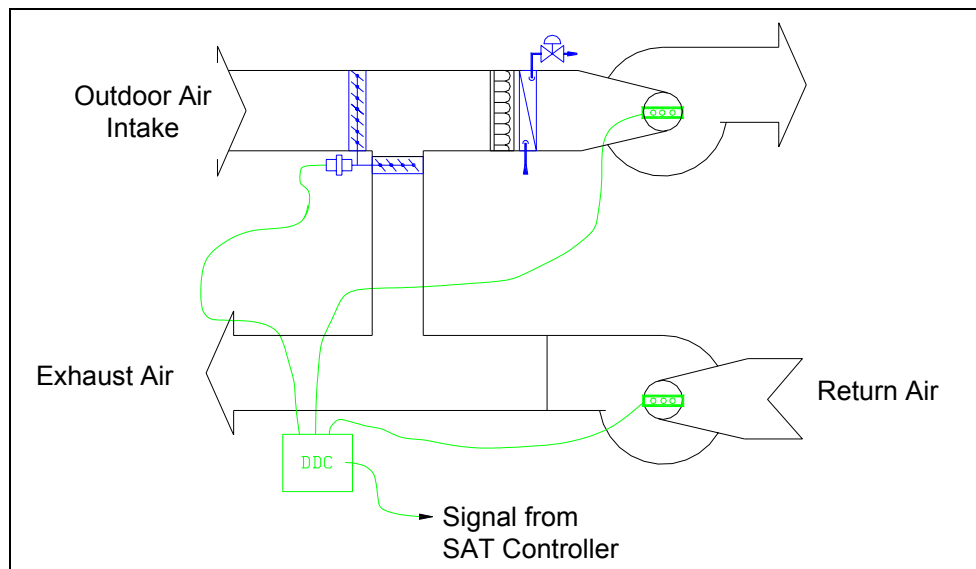 Outdoor Air
Intake
Exhaust Air
Return Air
DDC
Signal from
SAT Controller